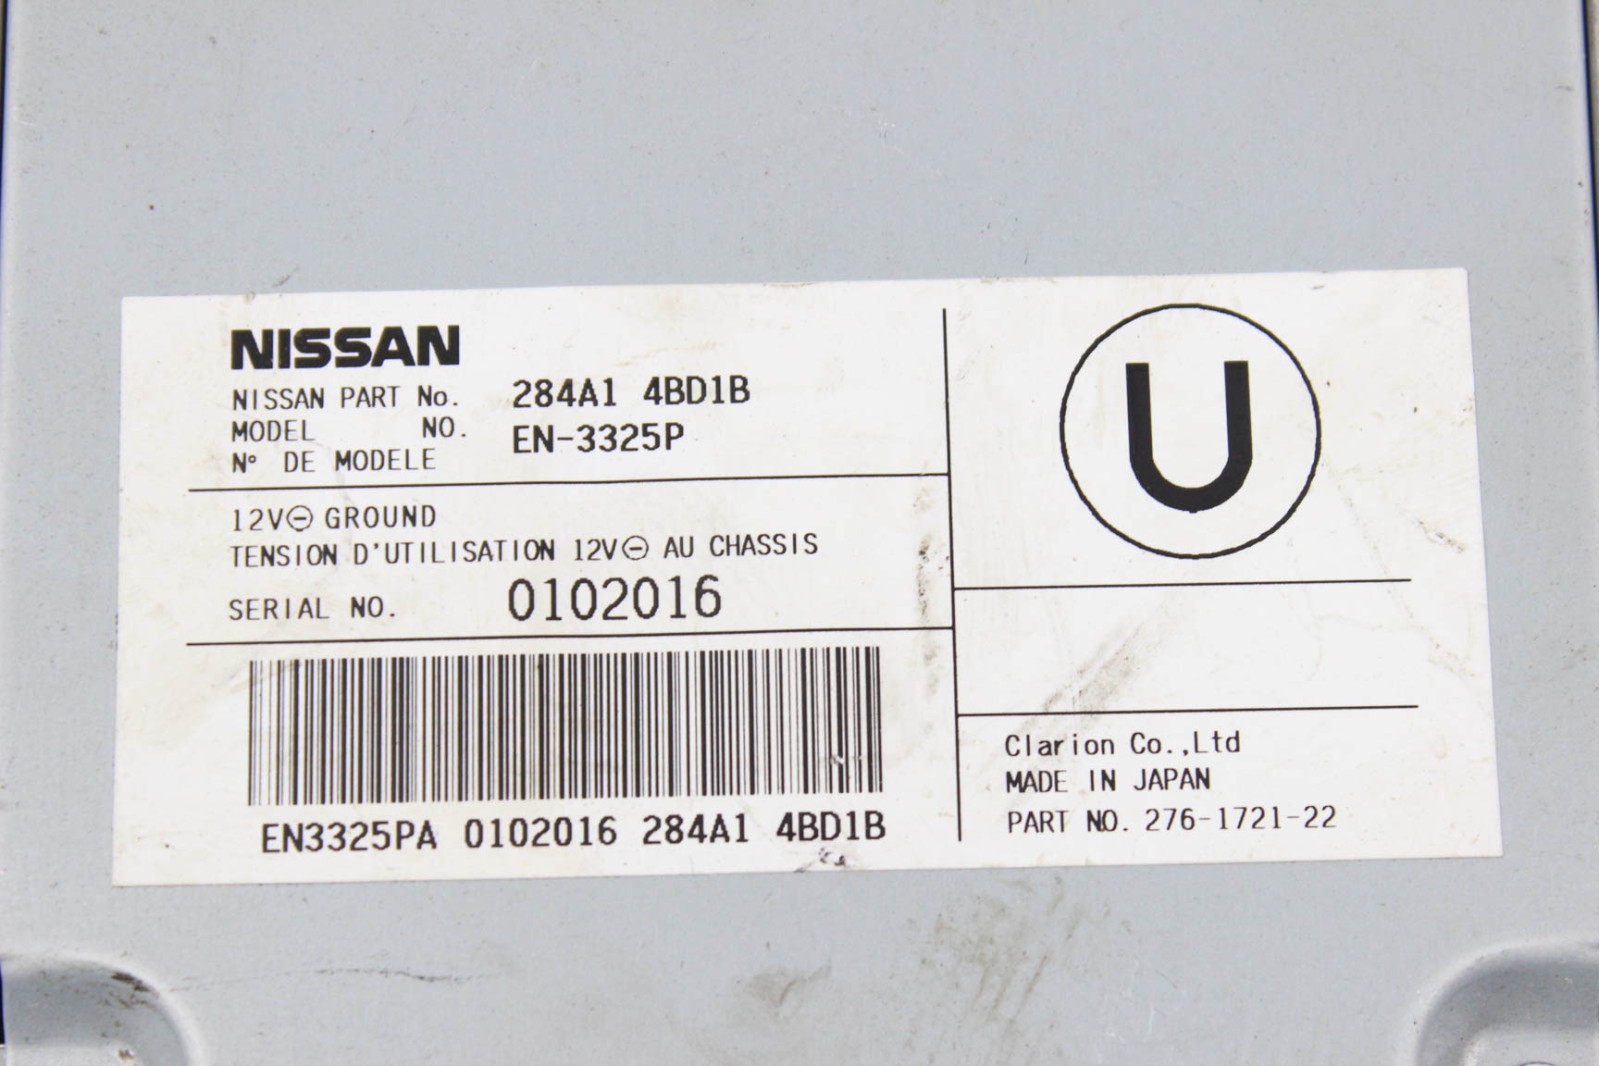 NISSAN
NISSAN PART No. 284A1 4BD1B
MODEL NO. EN-3325P
N° DE MODELE
12V⊖ GROUND
TENSION D'UTILISATION 12V⊖ AU CHASSIS
SERIAL NO. 0102016
EN3325PA 0102016 284A1 4BD1B
U
Clarion Co.,Ltd
MADE IN JAPAN
PART NO. 276-1721-22